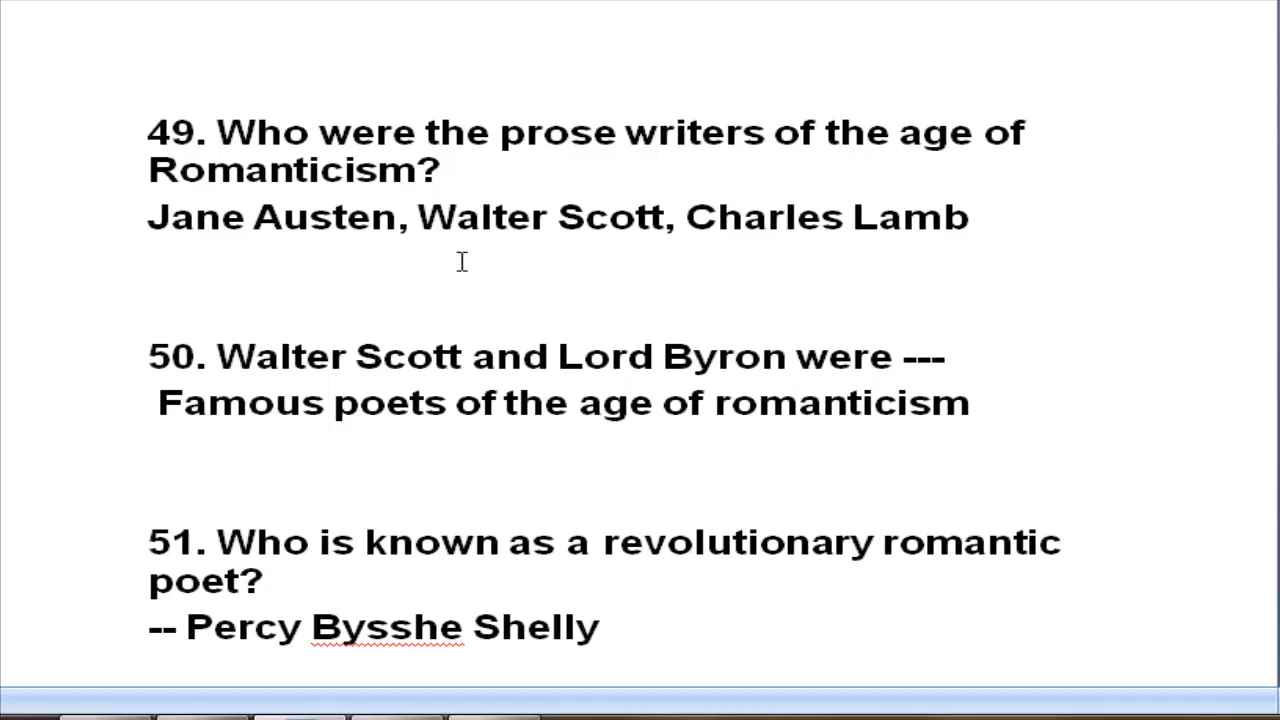 49. Who were the prose writers of the age of
Romanticism?
Jane Austen, Walter Scott, Charles Lamb
50. Walter Scott and Lord Byron were ---
Famous poets of the age of romanticism
51. Who is known as a revolutionary romantic
poet?
-- Percy Bysshe Shelly